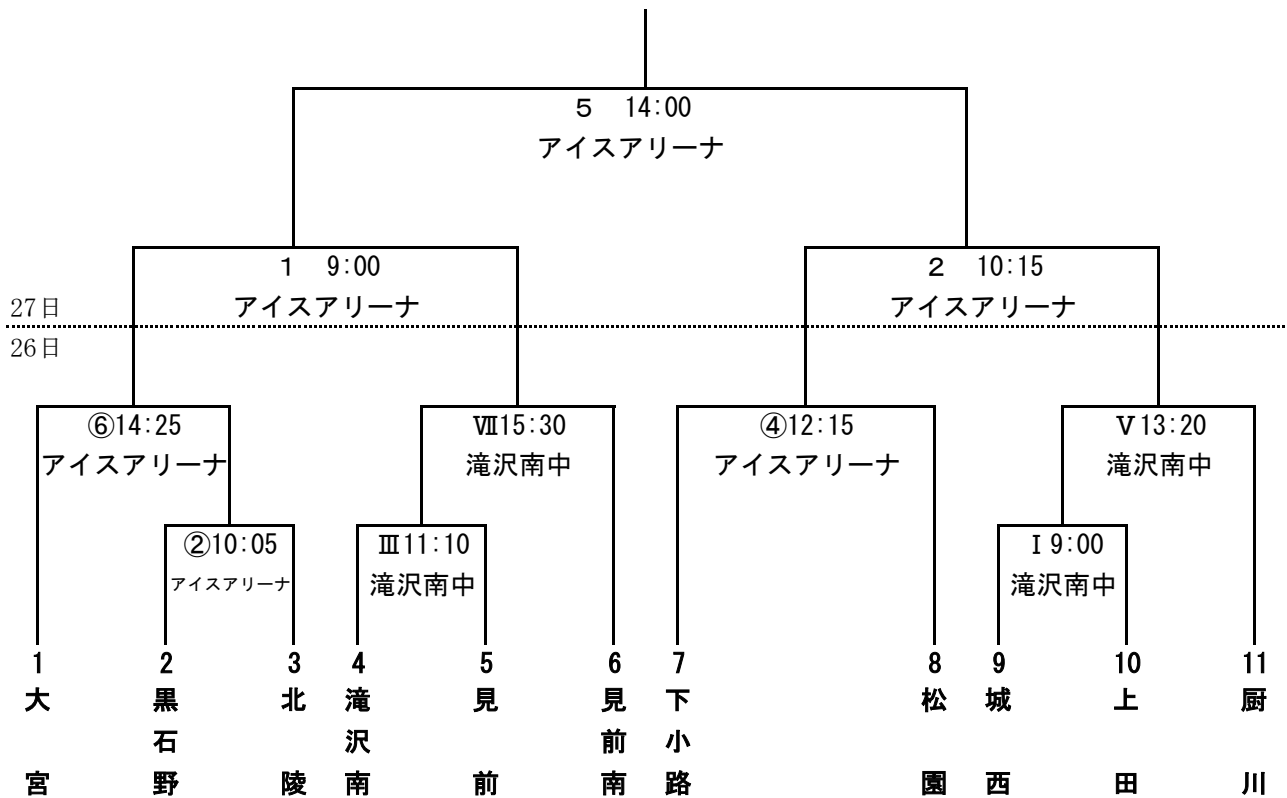 5 14:00
アイスアリーナ
1 9:00
アイスアリーナ
2 10:15
アイスアリーナ
27日
26日
⑥14:25
アイスアリーナ
Ⅶ15:30
滝沢南中
④12:15
アイスアリーナ
Ⅴ13:20
滝沢南中
②10:05
アイスアリーナ
Ⅲ11:10
滝沢南中
Ⅰ9:00
滝沢南中
1
大宮
2
黒石野
3
北陵
4
滝沢南
5
見前
6
見前南
7
下小路
8
松園
9
城西
10
上田
11
厨川